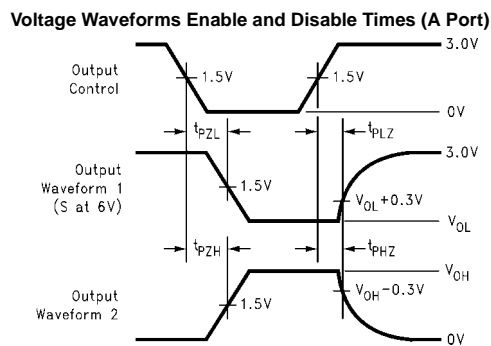 Voltage Waveforms Enable and Disable Times (A Port)
3.0V
Output
Control
1.5V
1.5V
0V
tPZL
tPLZ
3.0V
Output
Waveform 1
(S at 6V)
1.5V
VOL+0.3V
VOL
tPZH
tPHZ
VOH
Output
Waveform 2
1.5V
VOH-0.3V
0V